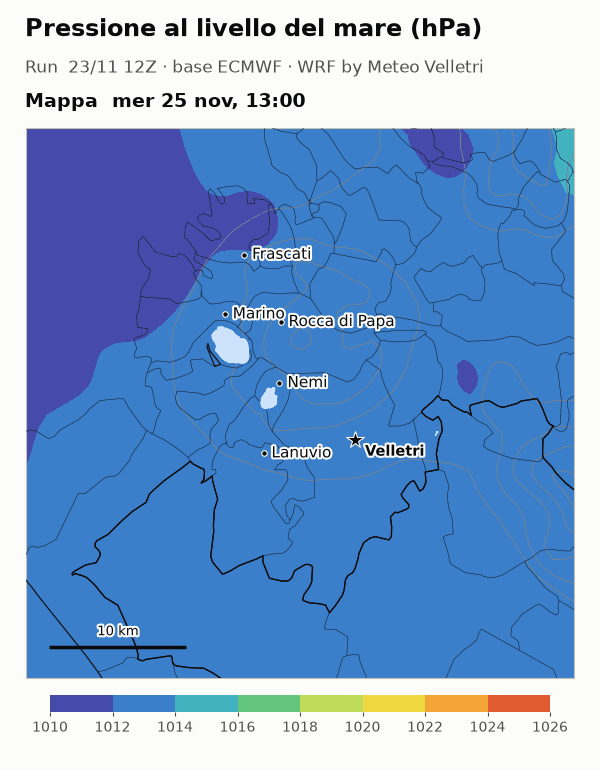 Pressione al livello del mare (hPa)
Run  23/11 12Z · base ECMWF · WRF by Meteo Velletri
Mappa  mer 25 nov, 13:00
Frascati
Marino
Rocca di Papa
Nemi
Velletri
Lanuvio
10 km
1010 1012 1014 1016 1018 1020 1022 1024 1026